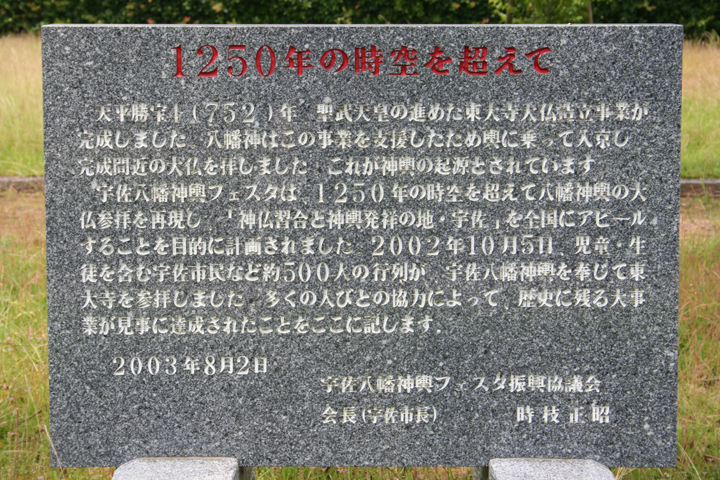 1250年の時空を超えて
天平勝宝4(752)年 聖武天皇の進めた東大寺大仏造立事業が
完成しました 八幡神はこの事業を支援したため輿に乗って入京し
完成間近の大仏を拝しました これが神輿の起源とされています
宇佐八幡神輿フェスタは 1250年の時空を超えて八幡神輿の大
仏参拝を再現し 「神仏習合と神輿発祥の地・宇佐」を全国にアピール
することを目的に計画されました 2002年10月5日 児童・生
徒を含む宇佐市民など約500人の行列が 宇佐八幡神輿を奉じて東
大寺を参拝しました 多くの人びとの協力によって、歴史に残る大事
業が見事に達成されたことをここに記します.
2003年8月2日
宇佐八幡神輿フェスタ振興協議会
会長(宇佐市長) 時枝正昭